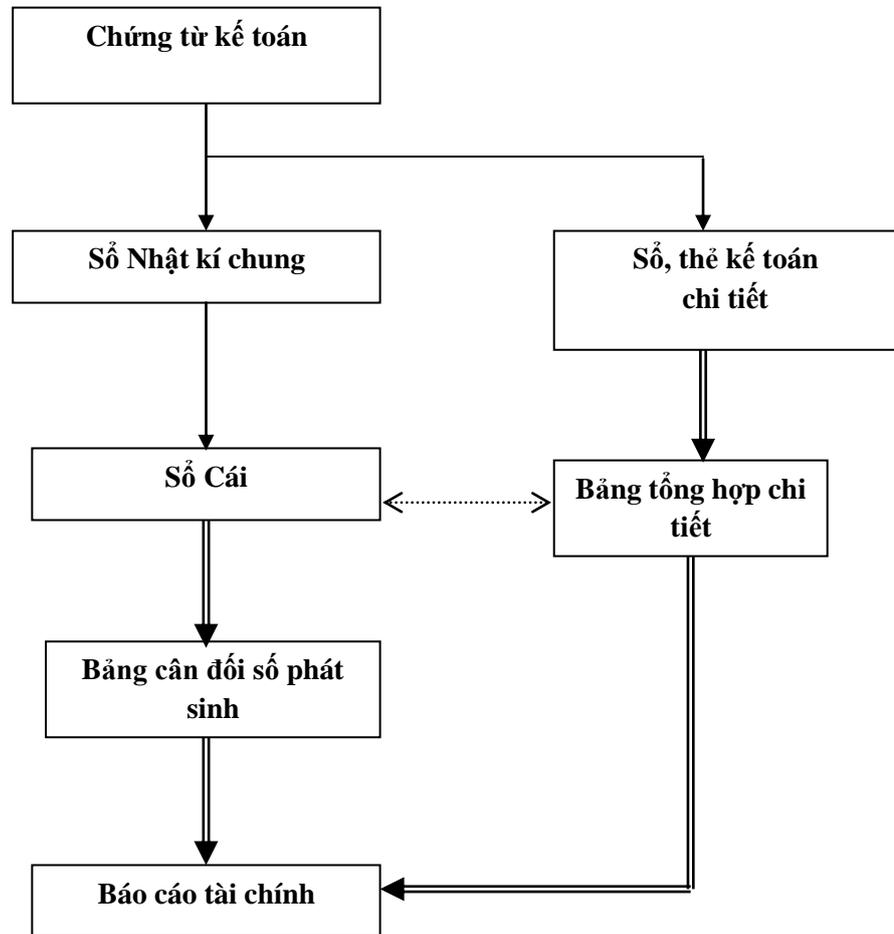 Chứng từ kế toán
Sổ Nhật kí chung
Sổ, thẻ kế toán
chi tiết
Sổ Cái
Bảng tổng hợp chi
tiết
Bảng cân đối số phát
sinh
Báo cáo tài chính